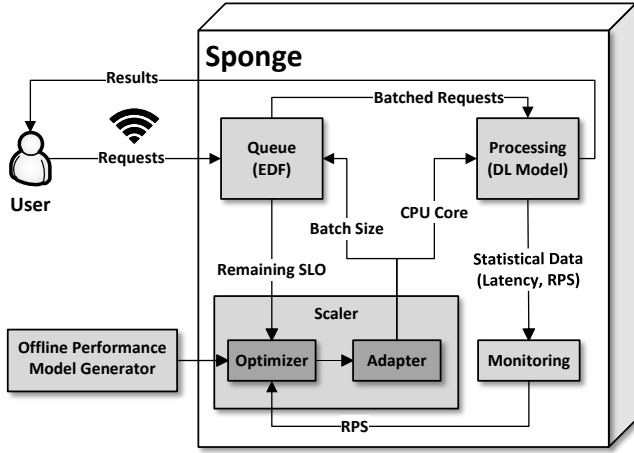 Sponge
Results
Batched Requests
Requests
Queue
(EDF)
Processing
(DL Model)
User
CPU Core
Batch Size
Statistical Data
(Latency, RPS)
Remaining SLO
Scaler
Offline Performance
Model Generator
Optimizer
Adapter
Monitoring
RPS